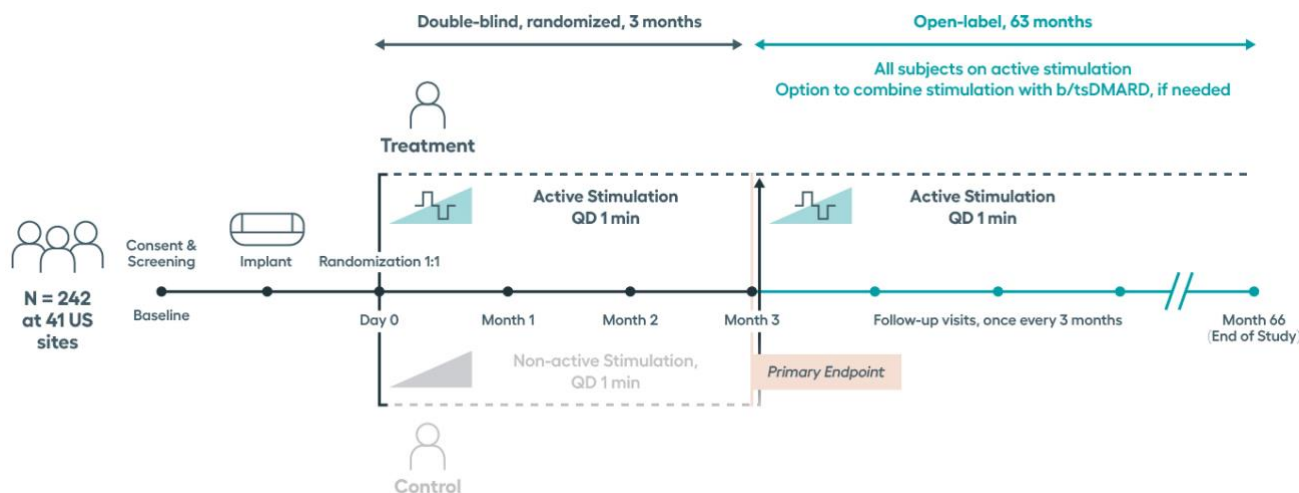 Double-blind, randomized, 3 months
Open-label, 63 months
All subjects on active stimulation
Option to combine stimulation with b/tsDMARD, if needed
Treatment
Active Stimulation
QD 1 min
Active Stimulation
QD 1 min
N = 242
at 41 US
sites
Consent &
Screening
Implant
Randomization 1:1
Baseline
Day 0
Month 1
Month 2
Month 3
Follow-up visits, once every 3 months
Month 66
(End of Study)
Non-active Stimulation,
QD 1 min
Primary Endpoint
Control